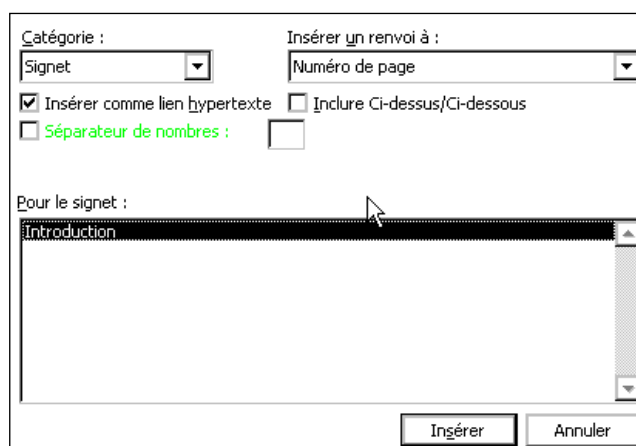 Catégorie : Insérer un renvoi à :
Signet Numéro de page
Insérer comme lien hypertexte Inclure Ci-dessus/Ci-dessous
Séparateur de nombres :
Pour le signet :
Introduction
Insérer Annuler